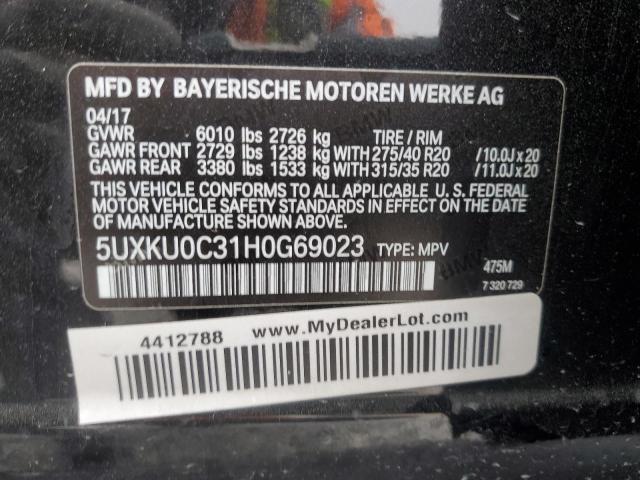 MFD BY BAYERISCHE MOTOREN WERKE AG
04/17
GVWR 6010 lbs 2726 kg TIRE / RIM
GAWR FRONT 2729 lbs 1238 kg WITH 275/40 R20 /10.0J x 20
GAWR REAR 3380 lbs 1533 kg WITH 315/35 R20 /11.0J x 20
THIS VEHICLE CONFORMS TO ALL APPLICABLE U. S. FEDERAL
MOTOR VEHICLE SAFETY STANDARDS IN EFFECT ON THE DATE
OF MANUFACTURE SHOWN ABOVE.
5UXKU0C31H0G69023 TYPE: MPV
475M
7 320 729
4412788 www.MyDealerLot.com